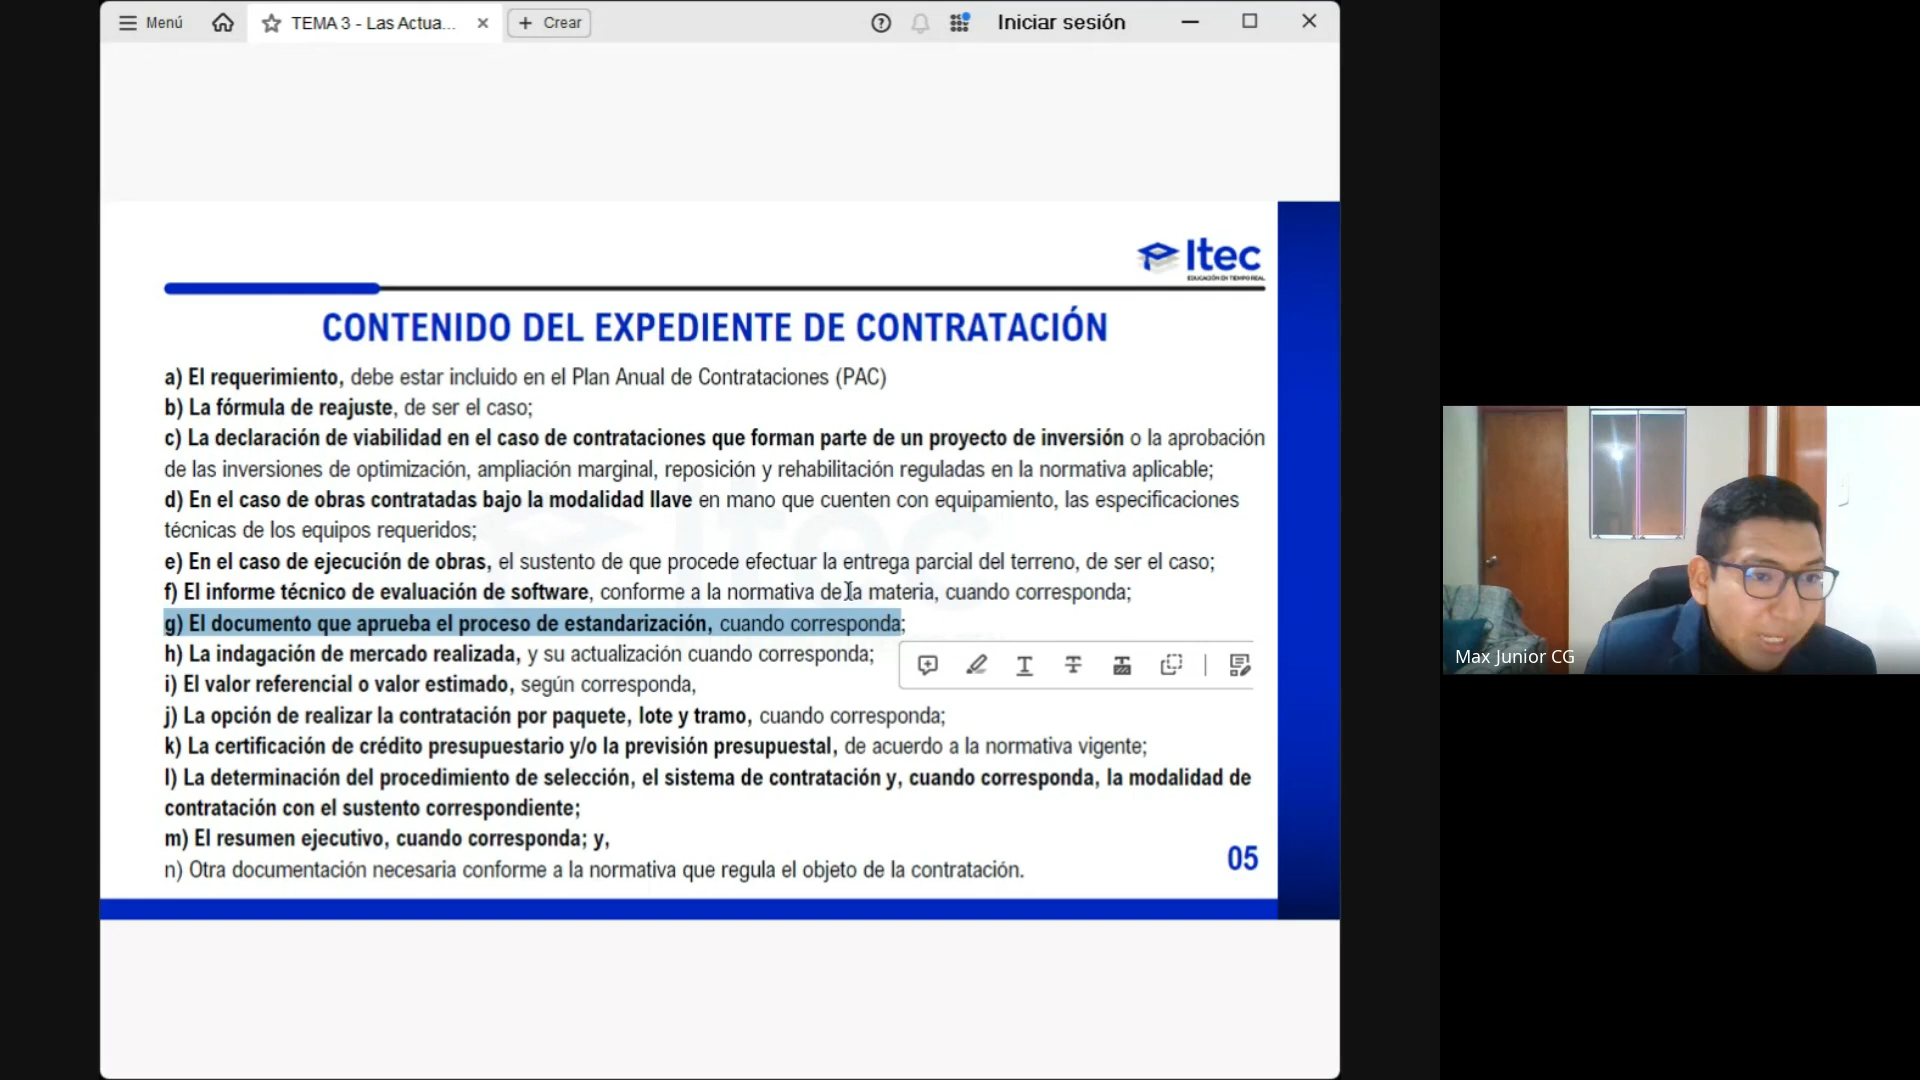 Menú
TEMA 3 - Las Actua...
Crear
Iniciar sesión
Itec
EDUCACIÓN EN TIEMPO REAL
CONTENIDO DEL EXPEDIENTE DE CONTRATACIÓN
a) El requerimiento, debe estar incluido en el Plan Anual de Contrataciones (PAC)
b) La fórmula de reajuste, de ser el caso;
c) La declaración de viabilidad en el caso de contrataciones que forman parte de un proyecto de inversión o la aprobación
de las inversiones de optimización, ampliación marginal, reposición y rehabilitación reguladas en la normativa aplicable;
d) En el caso de obras contratadas bajo la modalidad llave en mano que cuenten con equipamiento, las especificaciones
técnicas de los equipos requeridos;
e) En el caso de ejecución de obras, el sustento de que procede efectuar la entrega parcial del terreno, de ser el caso;
f) El informe técnico de evaluación de software, conforme a la normativa de la materia, cuando corresponda;
g) El documento que aprueba el proceso de estandarización, cuando corresponda;
h) La indagación de mercado realizada, y su actualización cuando corresponda;
i) El valor referencial o valor estimado, según corresponda,
j) La opción de realizar la contratación por paquete, lote y tramo, cuando corresponda;
k) La certificación de crédito presupuestario y/o la previsión presupuestal, de acuerdo a la normativa vigente;
l) La determinación del procedimiento de selección, el sistema de contratación y, cuando corresponda, la modalidad de
contratación con el sustento correspondiente;
m) El resumen ejecutivo, cuando corresponda; y,
n) Otra documentación necesaria conforme a la normativa que regula el objeto de la contratación.
05
Max Junior CG